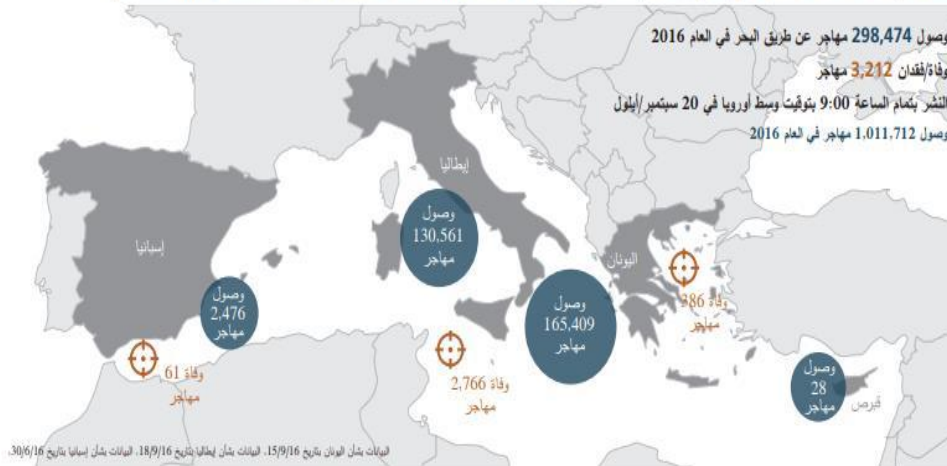 وصول 298,474 مهاجر عن طريق البحر في العام 2016
وفاة/فقدان 3,212 مهاجر
النشر بتمام الساعة 9:00 بتوقيت وسط أوروبا في 20 سبتمبر/أيلول
وصول 1.011.712 مهاجر في العام 2016
إيطاليا
وصول
130,561
مهاجر
إسبانيا
اليونان
وصول
2,476
مهاجر
وصول
165,409
مهاجر
وفاة 386
مهاجر
وفاة 61
مهاجر
وفاة 2,766
مهاجر
وصول
28
مهاجر
قبرص
البيانات بشأن اليونان بتاريخ 15/9/16، البيانات بشأن إيطاليا بتاريخ 18/9/16، البيانات بشأن إسبانيا بتاريخ 30/6/16،